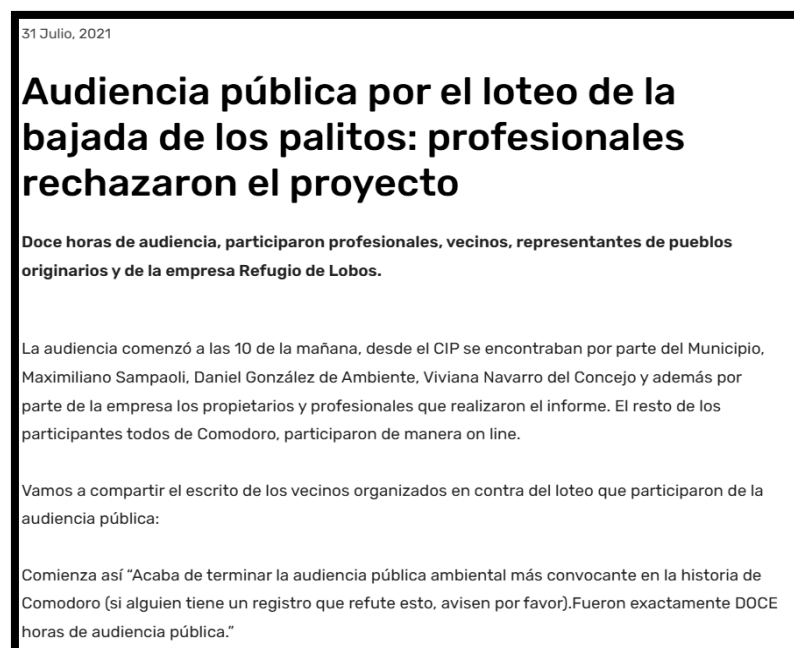 31 Julio, 2021
Audiencia pública por el loteo de la
bajada de los palitos: profesionales
rechazaron el proyecto
Doce horas de audiencia, participaron profesionales, vecinos, representantes de pueblos
originarios y de la empresa Refugio de Lobos.
La audiencia comenzó a las 10 de la mañana, desde el CIP se encontraban por parte del Municipio,
Maximiliano Sampaoli, Daniel González de Ambiente, Viviana Navarro del Concejo y además por
parte de la empresa los propietarios y profesionales que realizaron el informe. El resto de los
participantes todos de Comodoro, participaron de manera on line.
Vamos a compartir el escrito de los vecinos organizados en contra del loteo que participaron de la
audiencia pública:
Comienza así “Acaba de terminar la audiencia pública ambiental más convocante en la historia de
Comodoro (si alguien tiene un registro que refute esto, avisen por favor).Fueron exactamente DOCE
horas de audiencia pública.”